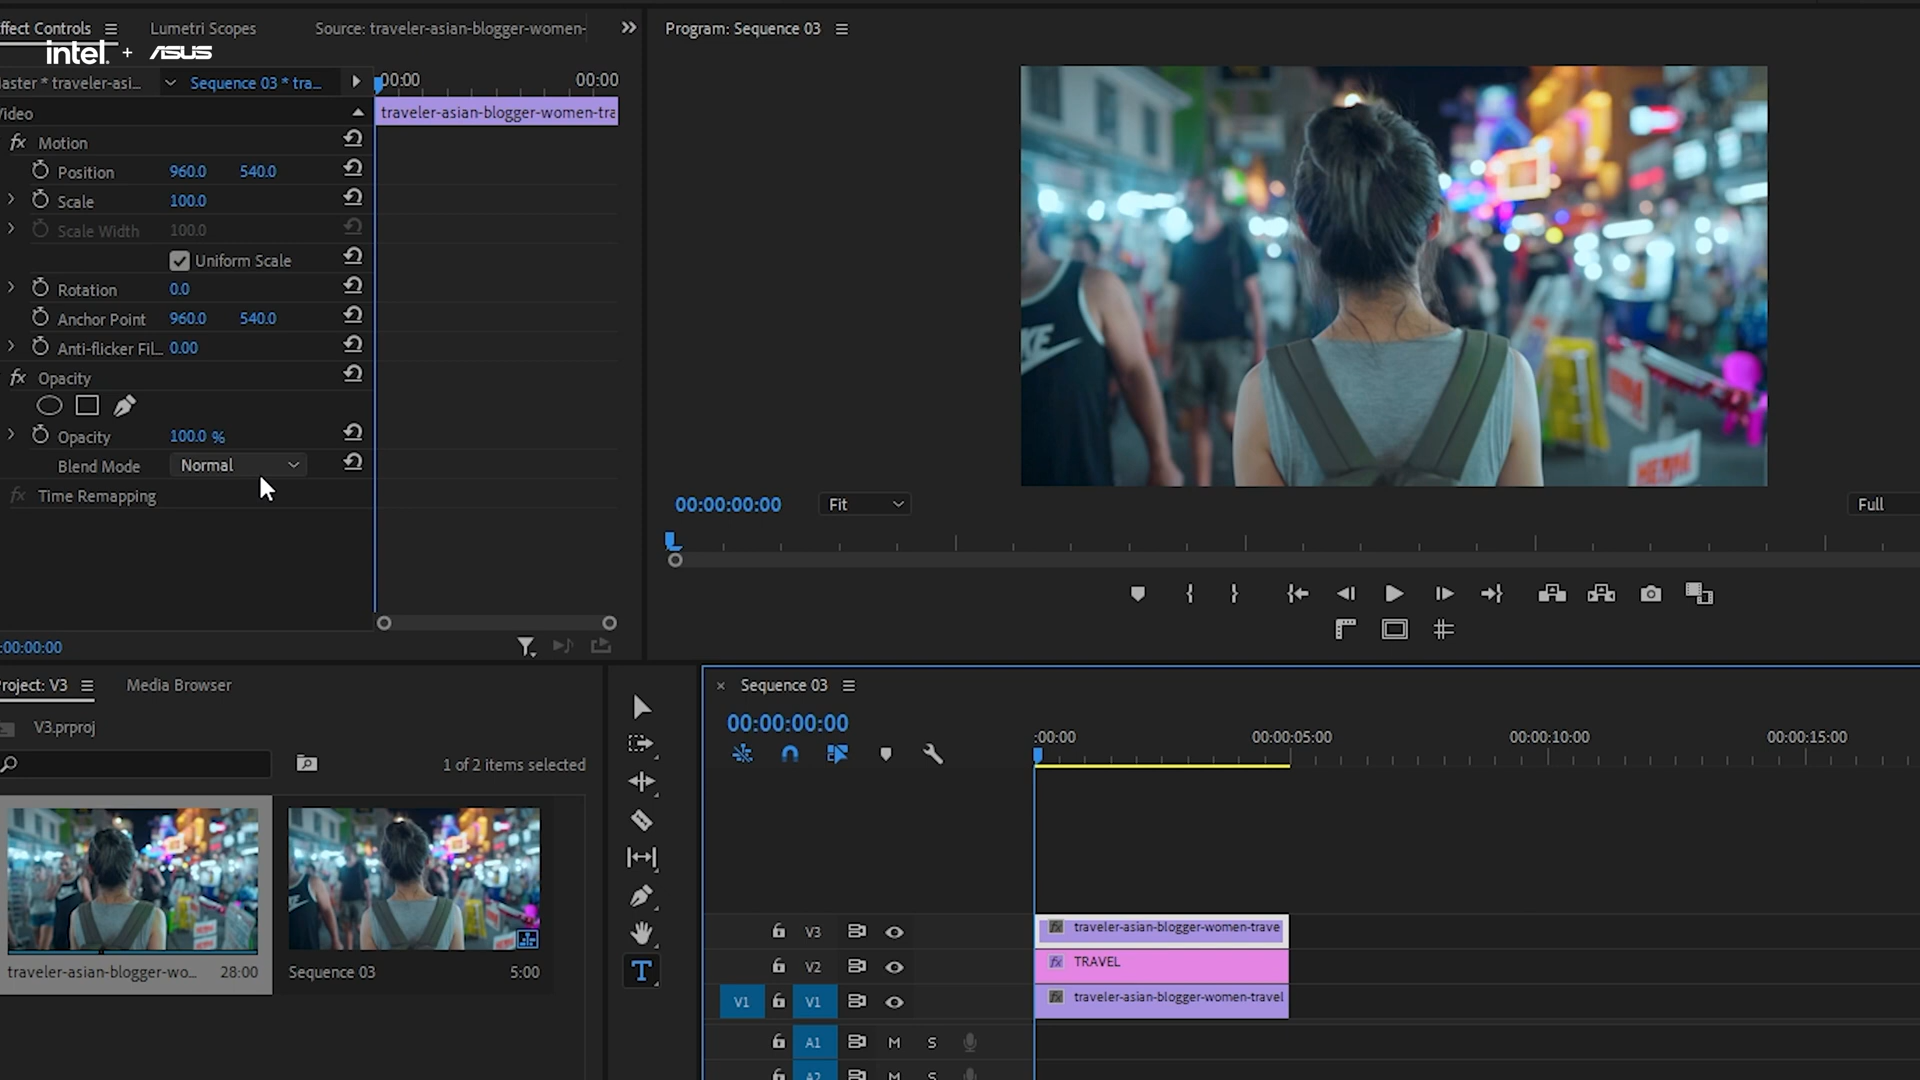 ffect Controls
Lumetri Scopes
Source: traveler-asian-blogger-women-
Program: Sequence 03
intel. + ASUS
aster * traveler-asi...
Sequence 03 * tra...
00:00
00:00
ideo
traveler-asian-blogger-women-tra
fx Motion
Position 960.0 540.0
Scale 100.0
Scale Width 100.0
Uniform Scale
Rotation 0.0
Anchor Point 960.0 540.0
Anti-flicker Fil... 0.00
fx Opacity
Opacity 100.0 %
Blend Mode Normal
fx Time Remapping
00:00:00:00
Fit
Full
:00:00:00
roject: V3
Media Browser
V3.prproj
1 of 2 items selected
traveler-asian-blogger-wo... 28:00
Sequence 03 5:00
T
× Sequence 03
00:00:00:00
:00:00
00:00:05:00
00:00:10:00
00:00:15:00
V3
fx traveler-asian-blogger-women-trave
V2
fx TRAVEL
V1
V1
fx traveler-asian-blogger-women-travel
A1 M S
A2 M S